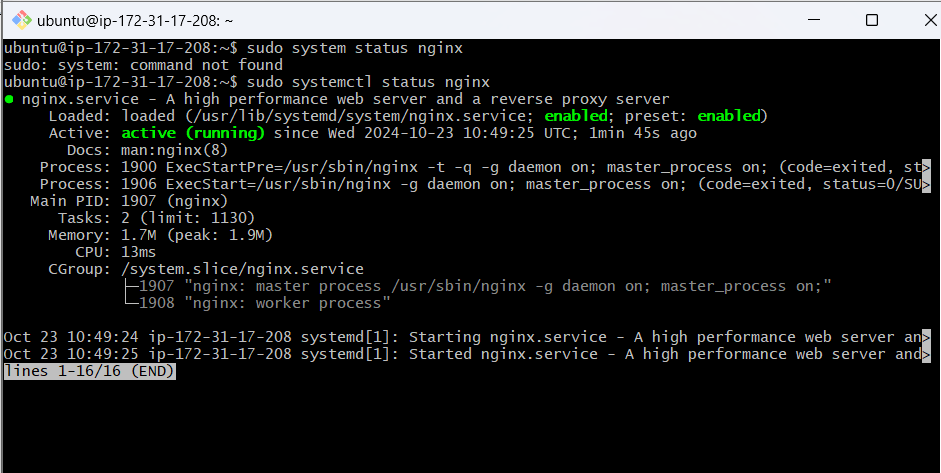 ubuntu@ip-172-31-17-208: ~
ubuntu@ip-172-31-17-208:~$ sudo system status nginx
sudo: system: command not found
ubuntu@ip-172-31-17-208:~$ sudo systemctl status nginx
● nginx.service - A high performance web server and a reverse proxy server
Loaded: loaded (/usr/lib/systemd/system/nginx.service; enabled; preset: enabled)
Active: active (running) since Wed 2024-10-23 10:49:25 UTC; 1min 45s ago
Docs: man:nginx(8)
Process: 1900 ExecStartPre=/usr/sbin/nginx -t -q -g daemon on; master_process on; (code=exited, st>
Process: 1906 ExecStart=/usr/sbin/nginx -g daemon on; master_process on; (code=exited, status=0/SU>
Main PID: 1907 (nginx)
Tasks: 2 (limit: 1130)
Memory: 1.7M (peak: 1.9M)
CPU: 13ms
CGroup: /system.slice/nginx.service
├─1907 "nginx: master process /usr/sbin/nginx -g daemon on; master_process on;"
└─1908 "nginx: worker process"
Oct 23 10:49:24 ip-172-31-17-208 systemd[1]: Starting nginx.service - A high performance web server an>
Oct 23 10:49:25 ip-172-31-17-208 systemd[1]: Started nginx.service - A high performance web server and>
lines 1-16/16 (END)